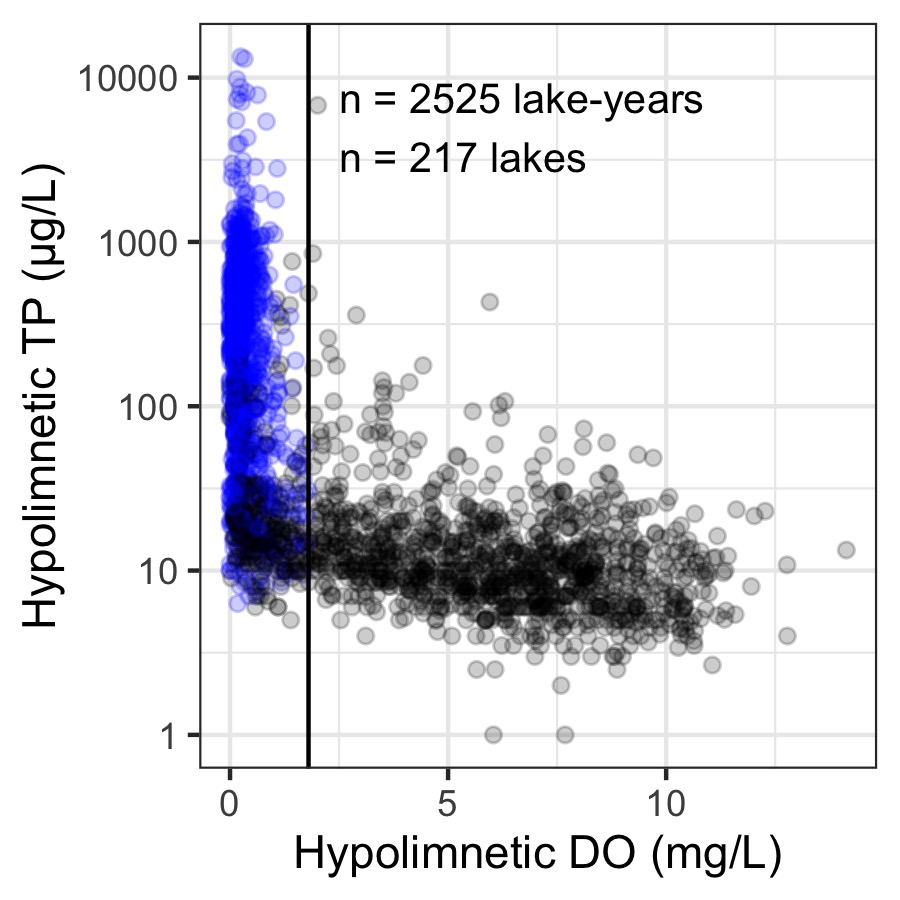 10000
1000
100
10
1
Hypolimnetic TP (µg/L)
n = 2525 lake-years
n = 217 lakes
0
5
10
Hypolimnetic DO (mg/L)